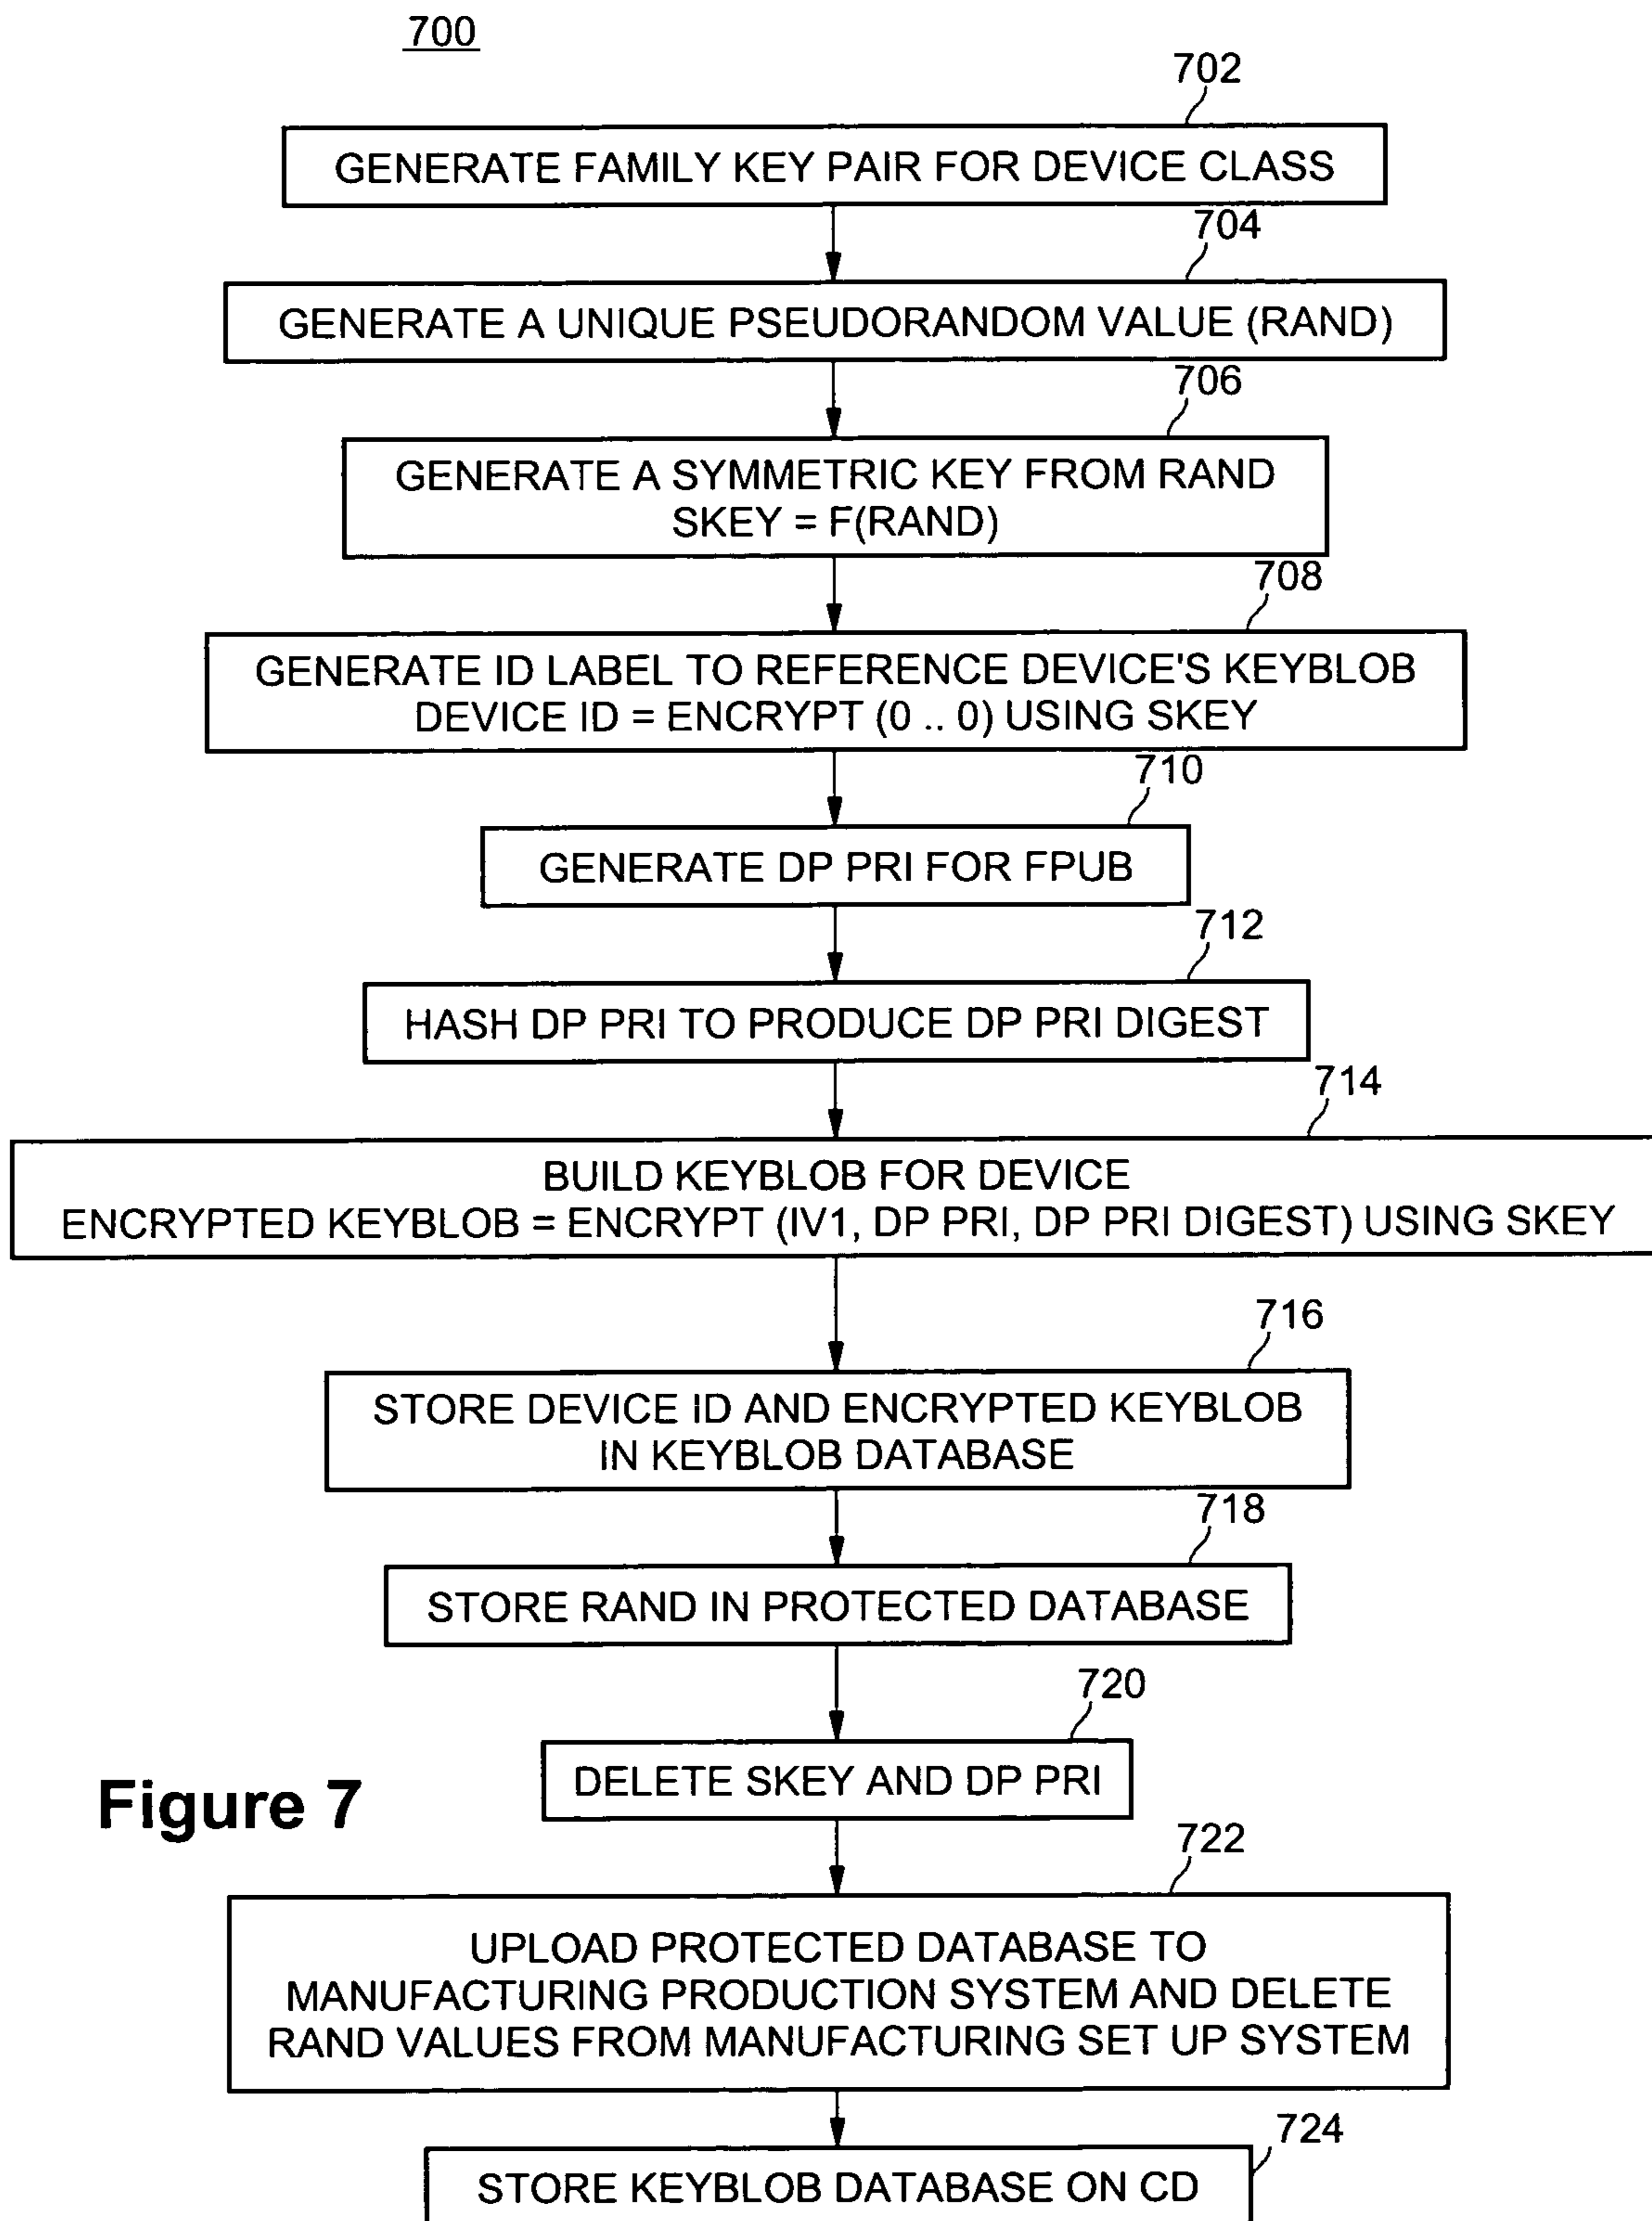 700
702
GENERATE FAMILY KEY PAIR FOR DEVICE CLASS
704
GENERATE A UNIQUE PSEUDORANDOM VALUE (RAND)
706
GENERATE A SYMMETRIC KEY FROM RAND
SKEY = F(RAND)
708
GENERATE ID LABEL TO REFERENCE DEVICE'S KEYBLOB
DEVICE ID = ENCRYPT (0 .. 0) USING SKEY
710
GENERATE DP PRI FOR FPUB
712
HASH DP PRI TO PRODUCE DP PRI DIGEST
714
BUILD KEYBLOB FOR DEVICE
ENCRYPTED KEYBLOB = ENCRYPT (IV1, DP PRI, DP PRI DIGEST) USING SKEY
716
STORE DEVICE ID AND ENCRYPTED KEYBLOB
IN KEYBLOB DATABASE
718
STORE RAND IN PROTECTED DATABASE
720
DELETE SKEY AND DP PRI
Figure 7
722
UPLOAD PROTECTED DATABASE TO
MANUFACTURING PRODUCTION SYSTEM AND DELETE
RAND VALUES FROM MANUFACTURING SET UP SYSTEM
724
STORE KEYBLOB DATABASE ON CD